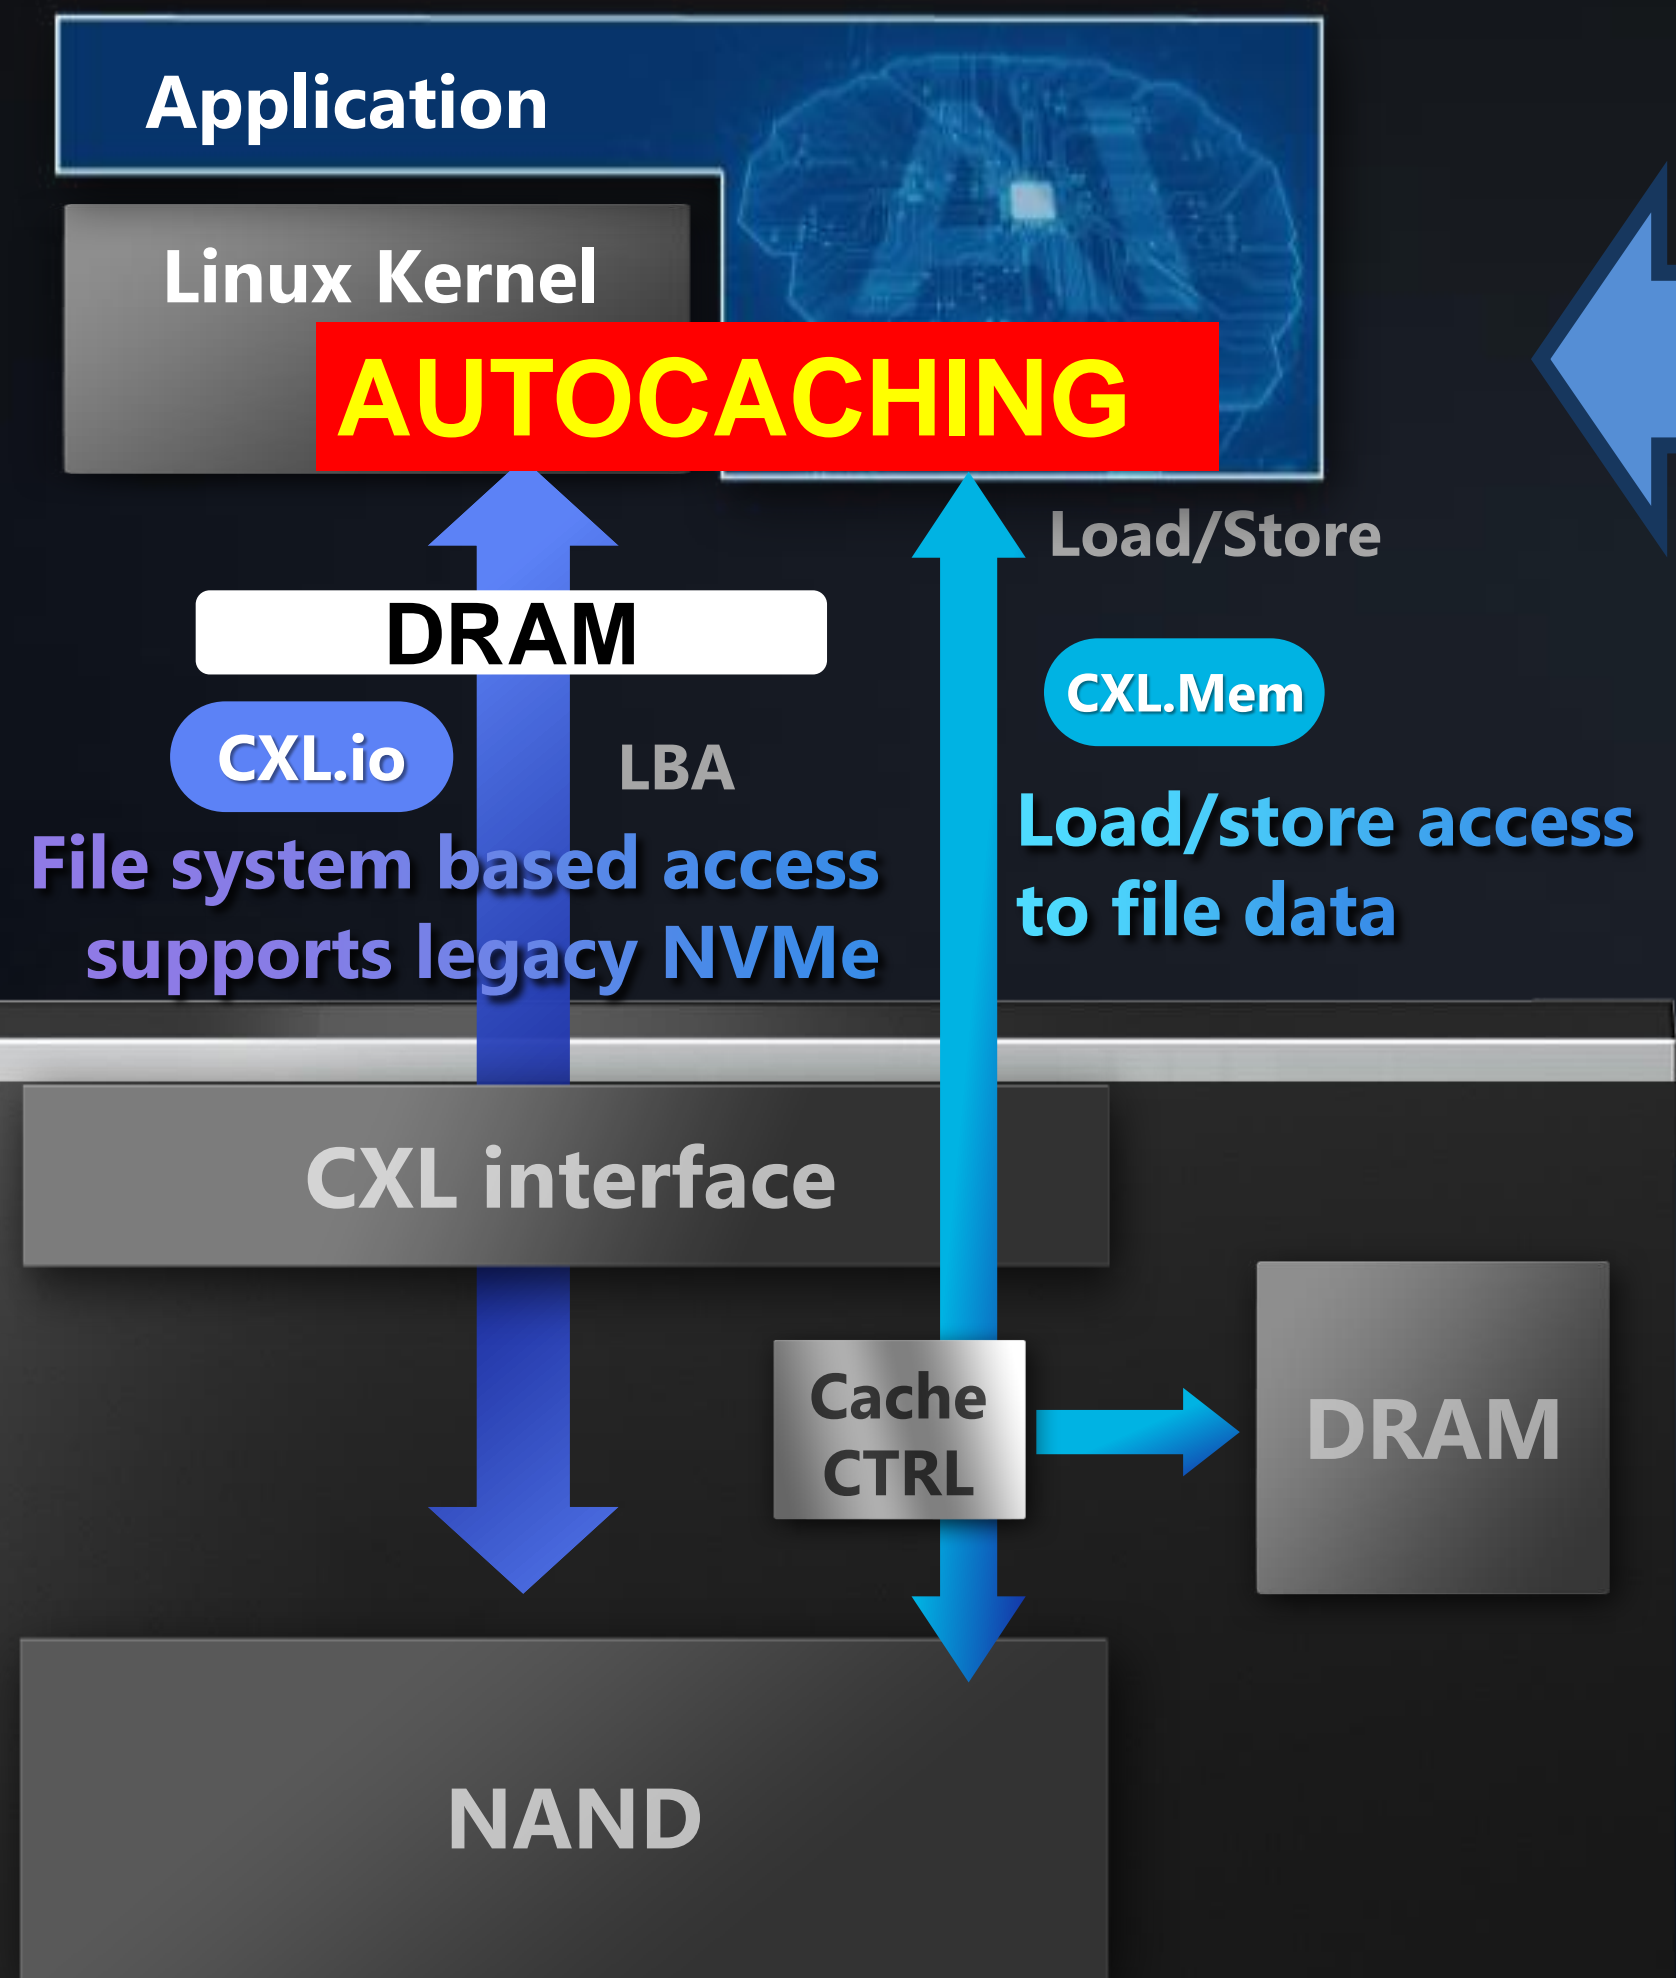 Application
Linux Kernel
AUTOCACHING
Load/Store
DRAM
CXL.Mem
CXL.io
LBA
Load/store access
to file data
File system based access
supports legacy NVMe
CXL interface
Cache
CTRL
DRAM
NAND